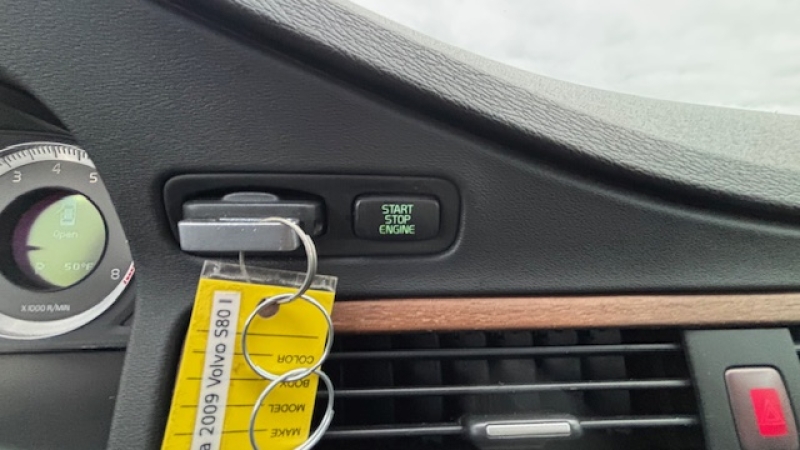 3 4 5
8
Open
P 50°F
X 1000 R/MIN
START
STOP
ENGINE
a 2009 Volvo S80 I
MAKE
MODEL
BODY
COLOR